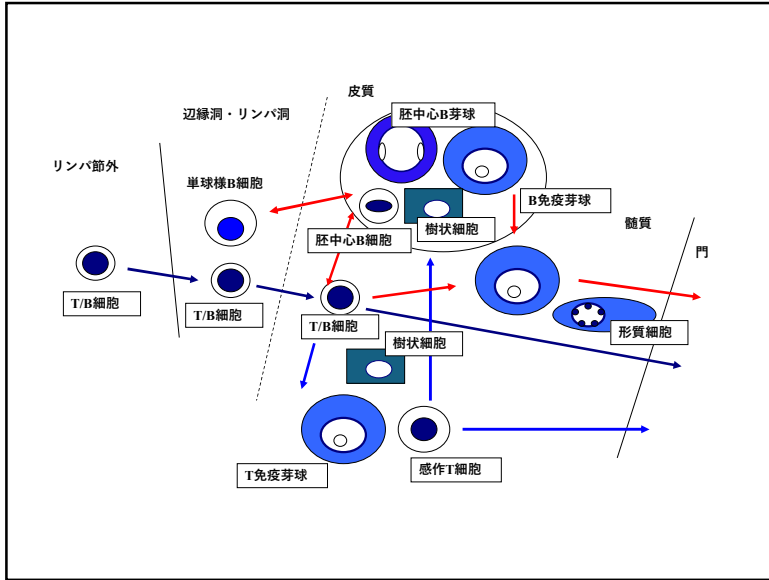 皮質
辺縁洞・リンパ洞
胚中心B芽球
リンパ節外
単球様B細胞
B免疫芽球
樹状細胞
髄質
胚中心B細胞
門
T/B細胞
T/B細胞
T/B細胞
形質細胞
樹状細胞
T免疫芽球
感作T細胞